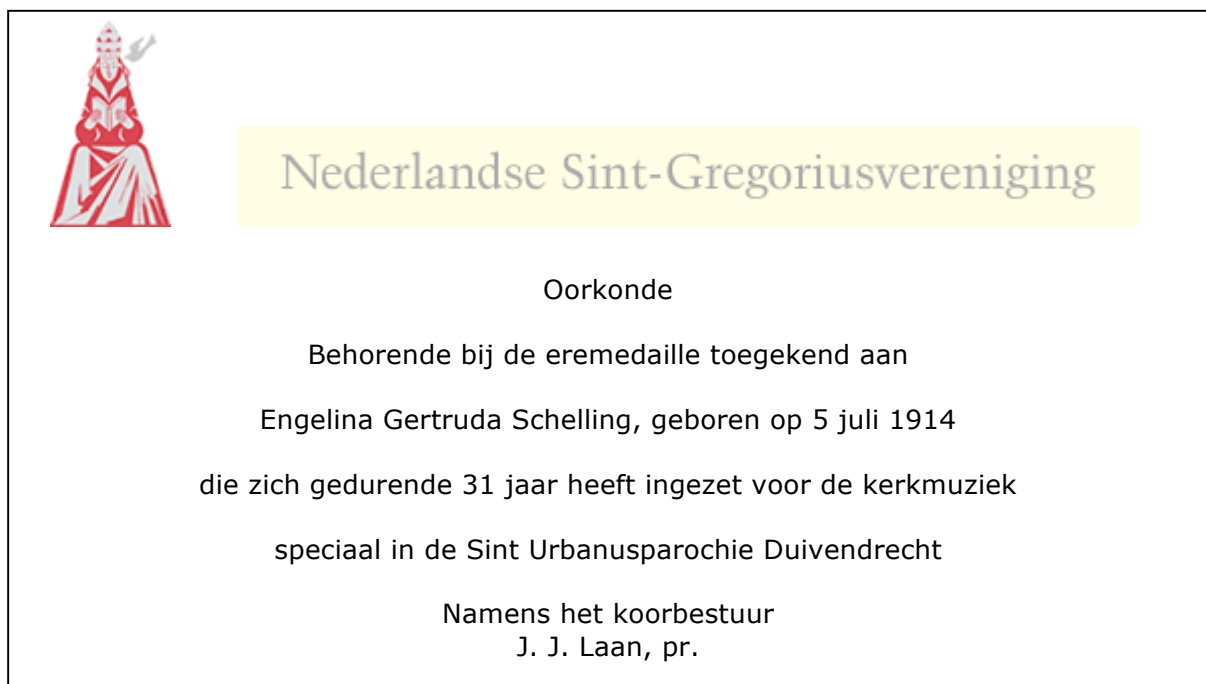 Nederlandse Sint-Gregoriusvereniging
Oorkonde
Behorende bij de eremedaille toegekend aan
Engelina Gertruda Schelling, geboren op 5 juli 1914
die zich gedurende 31 jaar heeft ingezet voor de kerkmuziek
speciaal in de Sint Urbanusparochie Duivendrecht
Namens het koorbestuur
J. J. Laan, pr.